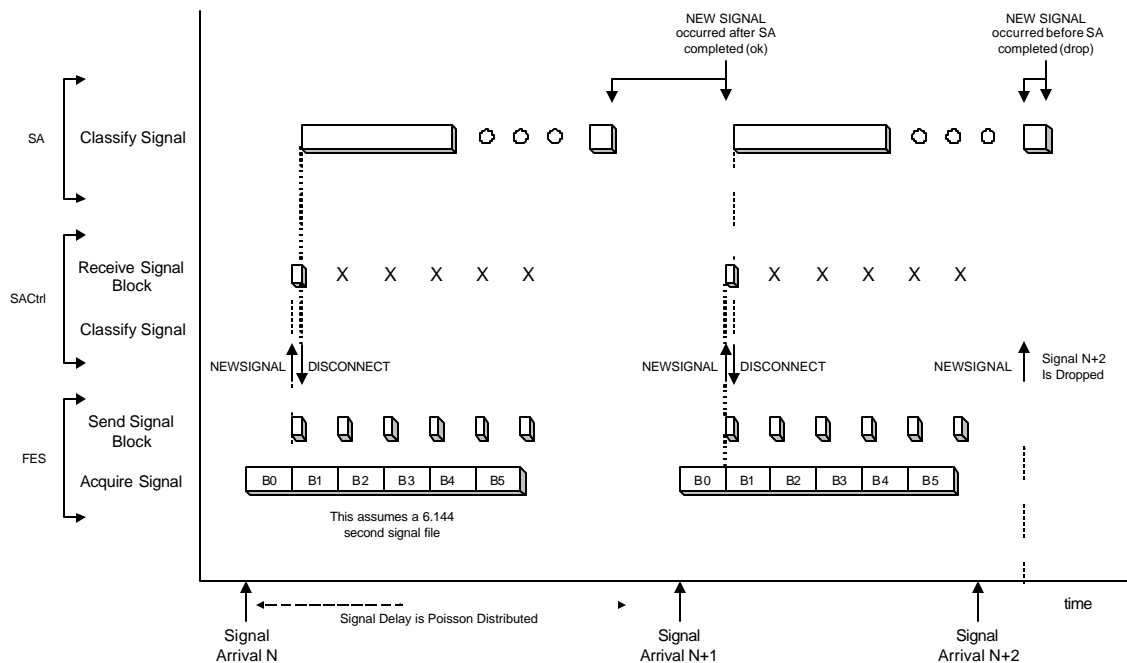 NEW SIGNAL
occurred after SA
completed (ok)
NEW SIGNAL
occurred before SA
completed (drop)
SA
Classify Signal
SACtrl
Receive Signal
Block
X X X X X
X X X X X
Classify Signal
NEWSIGNAL
DISCONNECT
NEWSIGNAL
DISCONNECT
NEWSIGNAL
Signal N+2
Is Dropped
FES
Send Signal
Block
Acquire Signal
B0 B1 B2 B3 B4 B5
B0 B1 B2 B3 B4 B5
This assumes a 6.144
second signal file
Signal Delay is Poisson Distributed
time
Signal
Arrival N
Signal
Arrival N+1
Signal
Arrival N+2